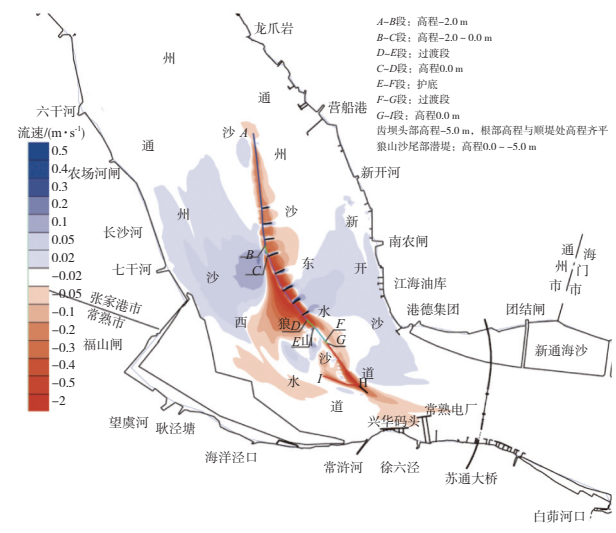 A-B段：高程-2.0 m
B-C段：高程-2.0~0.0 m
D-E段：过渡段
C-D段：高程0.0 m
E-F段：护底
F-G段：过渡段
G-I段：高程0.0 m
齿坝头部高程-5.0 m，根部高程与顺堤处高程齐平
狼山沙尾部潜堤：高程0.0~-5.0 m
龙爪岩
州
通
沙 A
州
沙
东
水
道
营船港
六干河
流速/(m·s⁻¹)
0.5
0.4
0.3
0.2
0.1
0.05
0.02
-0.02
-0.05
-0.1
-0.2
-0.3
-0.4
-0.5
-2
农场河闸
通
州
沙
西
水
道
长沙河
七干河
张家港市
常熟市
福山闸
新开河
新
开
沙
南农闸
江海油库
港德集团
团结闸
通州市
海门市
新通海沙
B
C
狼D
E山
沙
F
G
I
H
望虞河
耿泾塘
海洋泾口
常浒河
徐六泾
兴华码头
常熟电厂
苏通大桥
白茆河口